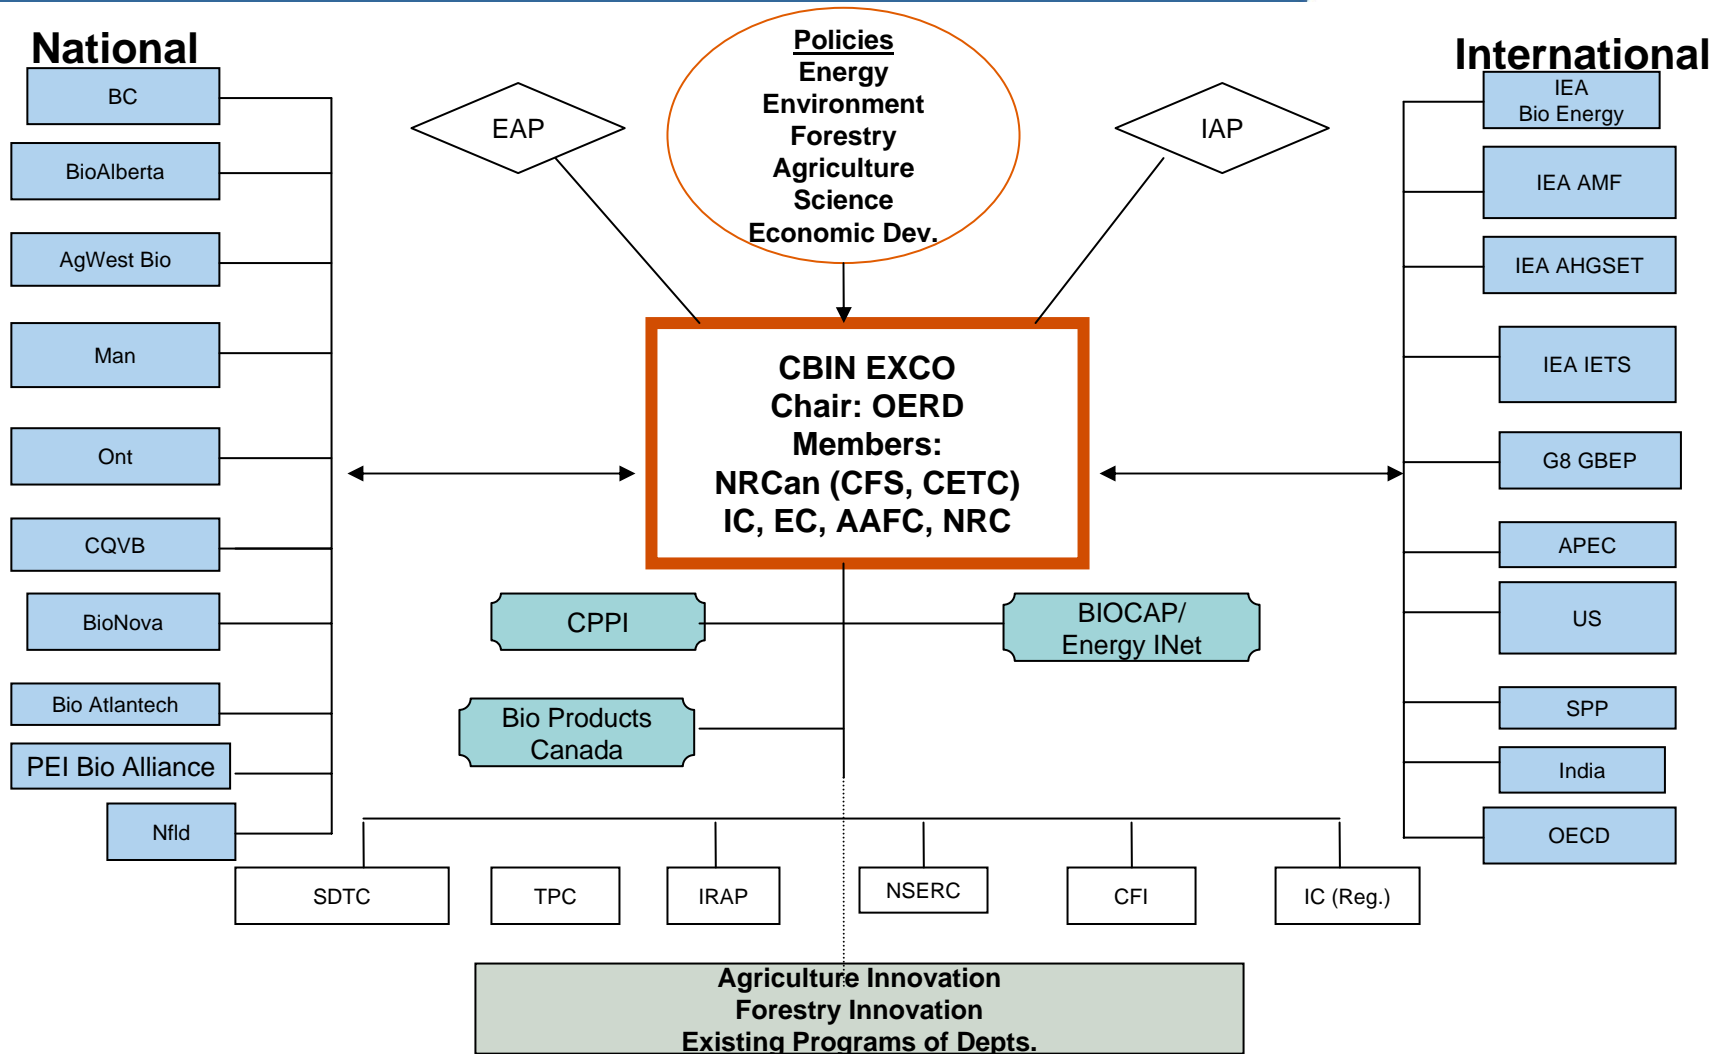 National
BC
BioAlberta
AgWest Bio
Man
Ont
CQVB
BioNova
Bio Atlantech
PEI Bio Alliance
Nfld
EAP
Policies
Energy
Environment
Forestry
Agriculture
Science
Economic Dev.
IAP
CBIN EXCO
Chair: OERD
Members:
NRCan (CFS, CETC)
IC, EC, AAFC, NRC
CPPI
BIOCAP/
Energy INet
Bio Products
Canada
International
IEA
Bio Energy
IEA AMF
IEA AHGSET
IEA IETS
G8 GBEP
APEC
US
SPP
India
OECD
SDTC
TPC
IRAP
NSERC
CFI
IC (Reg.)
Agriculture Innovation
Forestry Innovation
Existing Programs of Depts.